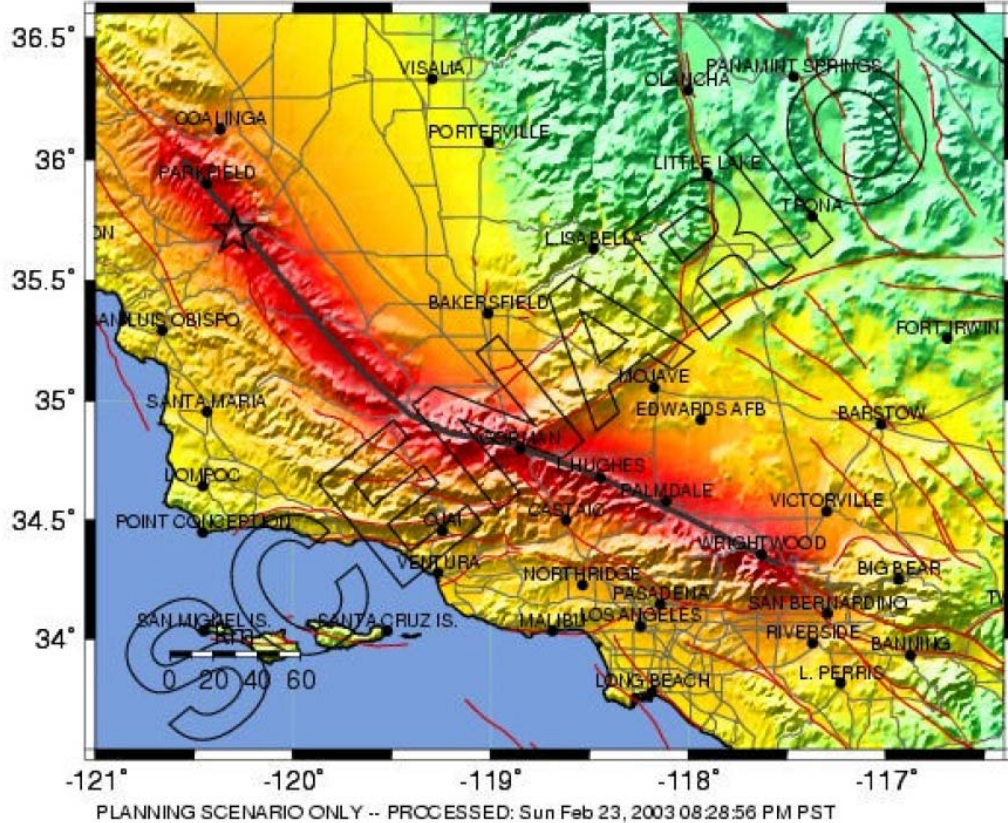 36.5°
VISALIA
PANAMINT SPRINGS
OLANCHA
COALINGA
PORTERVILLE
36°
PARKFIELD
LITTLE LAKE
TRONA
ON
L.ISABELLA
35.5°
BAKERSFIELD
AN LUIS OBISPO
FORT IRWIN
MOJAVE
35°
SANTA MARIA
EDWARDS AFB
BARSTOW
GORMAN
L.HUGHES
LOMPOC
PALMDALE
VICTORVILLE
34.5°
POINT CONCEPTION
OJAI
CASTAIC
WRIGHTWOOD
VENTURA
NORTHRIDGE
BIG BEAR
PASADENA
SAN BERNARDINO
SAN MIGUEL IS.
SANTA CRUZ IS.
MALIBU
LOS ANGELES
34°
km
RIVERSIDE
BANNING
0 20 40 60
LONG BEACH
L. PERRIS
SCENARIO
-121° -120° -119° -118° -117°
PLANNING SCENARIO ONLY -- PROCESSED: Sun Feb 23, 2003 08:28:56 PM PST